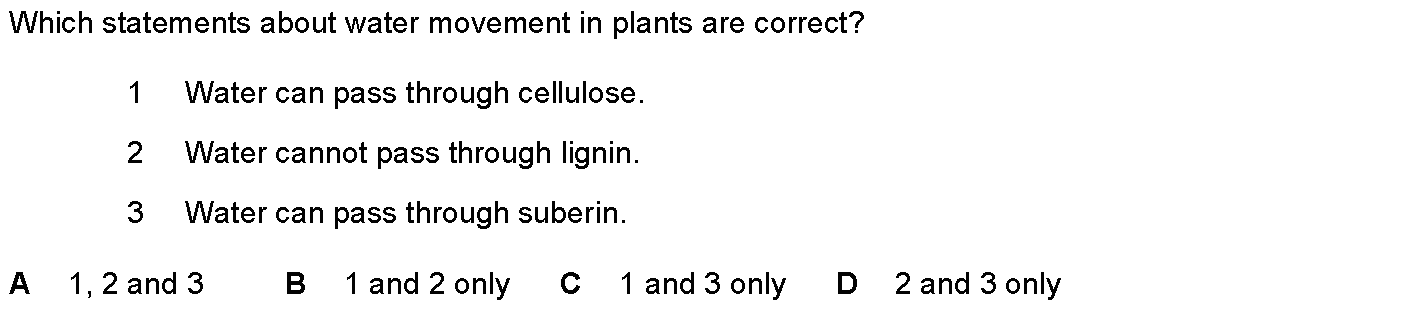 Which statements about water movement in plants are correct?
1 Water can pass through cellulose.
2 Water cannot pass through lignin.
3 Water can pass through suberin.
A 1, 2 and 3 B 1 and 2 only C 1 and 3 only D 2 and 3 only